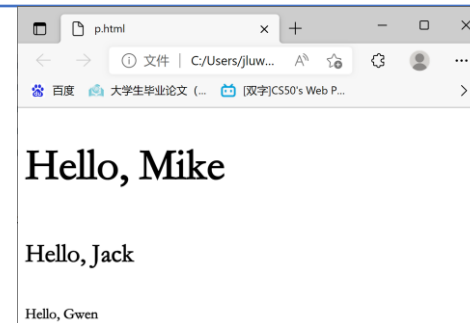 p.html
文件 C:/Users/jluw...
百度 大学生毕业论文 (... [双字]CS50's Web P...
Hello, Mike
Hello, Jack
Hello, Gwen